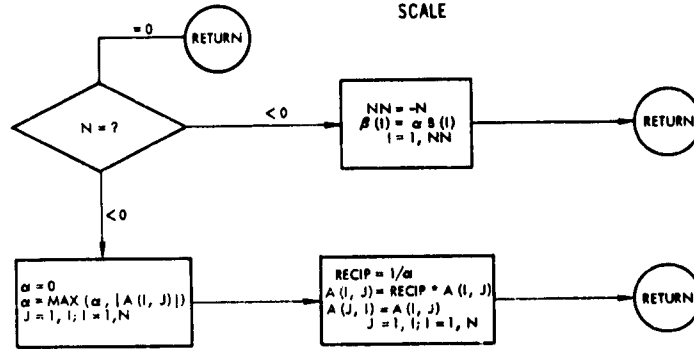 SCALE
= 0
RETURN
N = ?
< 0
NN = -N
β (I) = α B (I)
I = 1, NN
RETURN
< 0
α = 0
α = MAX (α, |A (I, J)|)
J = 1, I; I = 1, N
RECIP = 1/α
A (I, J) = RECIP * A (I, J)
A (J, I) = A (I, J)
J = 1, I; I = 1, N
RETURN